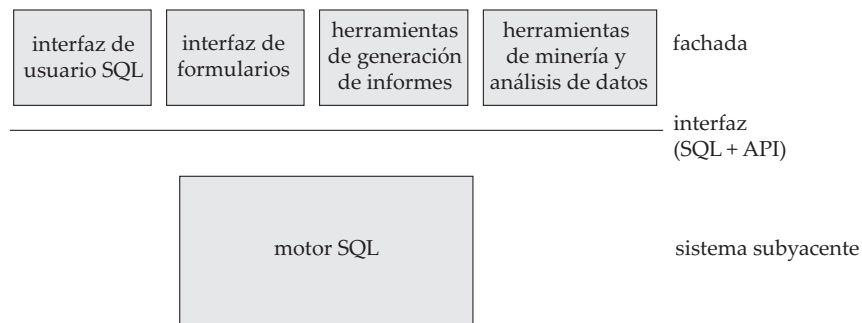 interfaz de
usuario SQL
interfaz de
formularios
herramientas
de generación
de informes
herramientas
de minería y
análisis de datos
fachada
interfaz
(SQL + API)
motor SQL
sistema subyacente